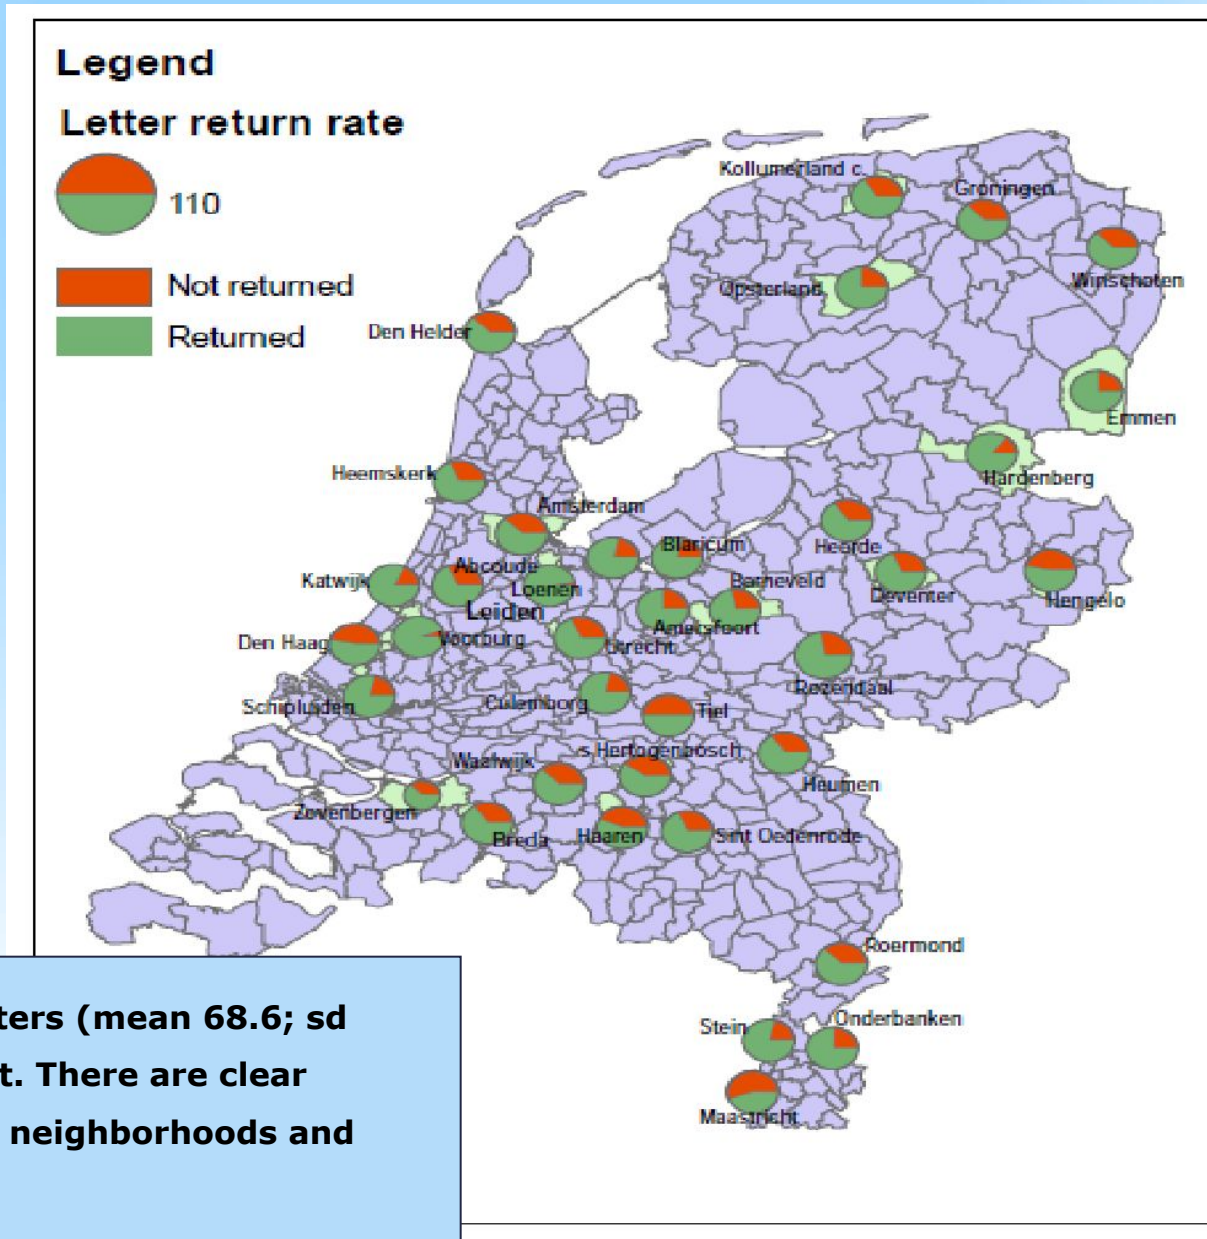 Legend
Letter return rate
110
Not returned
Returned
Kollumerland c.
Groningen
Winschoten
Opsterland
Den Helder
Emmen
Hardenberg
Heemskerk
Amsterdam
Heerde
Blaricum
Abcoude
Katwijk
Loenen
Barneveld
Deventer
Hengelo
Leiden
Amersfoort
Den Haag
Voorburg
Utrecht
Rozendaal
Schipluiden
Culemborg
Tiel
s Hertogenbosch
Waalwijk
Heumen
Zevenbergen
Breda
Haaren
Sint Oedenrode
Roermond
Stein
Onderbanken
Maastricht
ters (mean 68.6; sd
t. There are clear
neighborhoods and